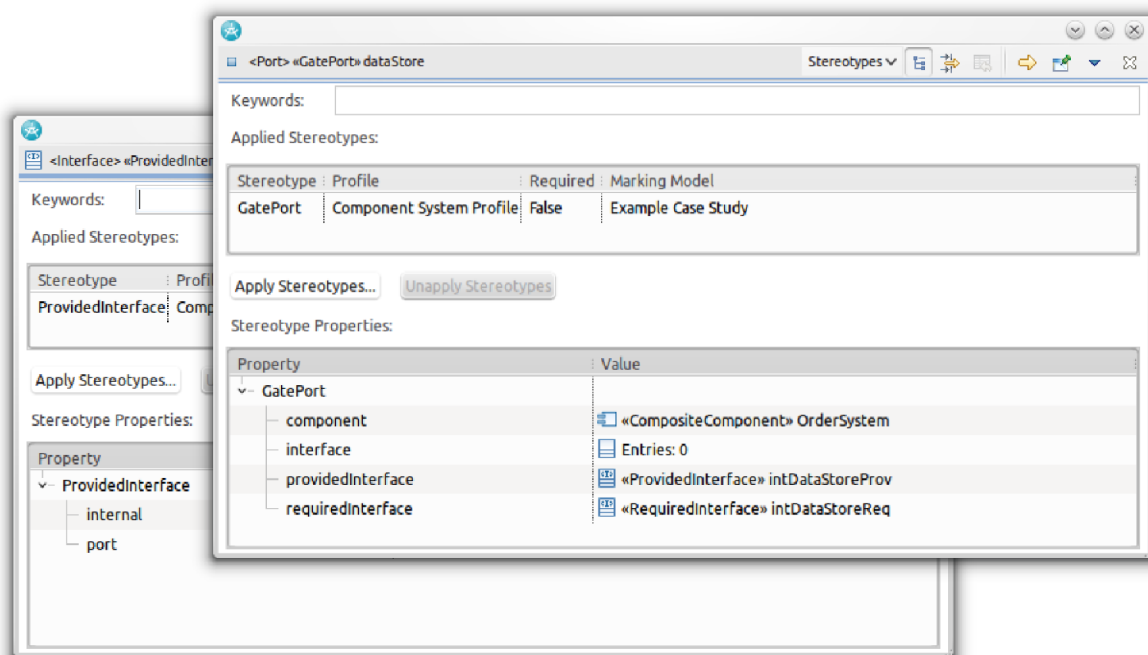 <Port> «GatePort» dataStore
Stereotypes
Keywords:
Applied Stereotypes:
Stereotype Profile Required Marking Model
GatePort Component System Profile False Example Case Study
Apply Stereotypes... Unapply Stereotypes
Stereotype Properties:
Property Value
GatePort
component «CompositeComponent» OrderSystem
interface Entries: 0
providedInterface «ProvidedInterface» intDataStoreProv
requiredInterface «RequiredInterface» intDataStoreReq
<Interface> «ProvidedInter
Keywords:
Applied Stereotypes:
Stereotype Profil
ProvidedInterface Comp
Apply Stereotypes...
Stereotype Properties:
Property
ProvidedInterface
internal
port